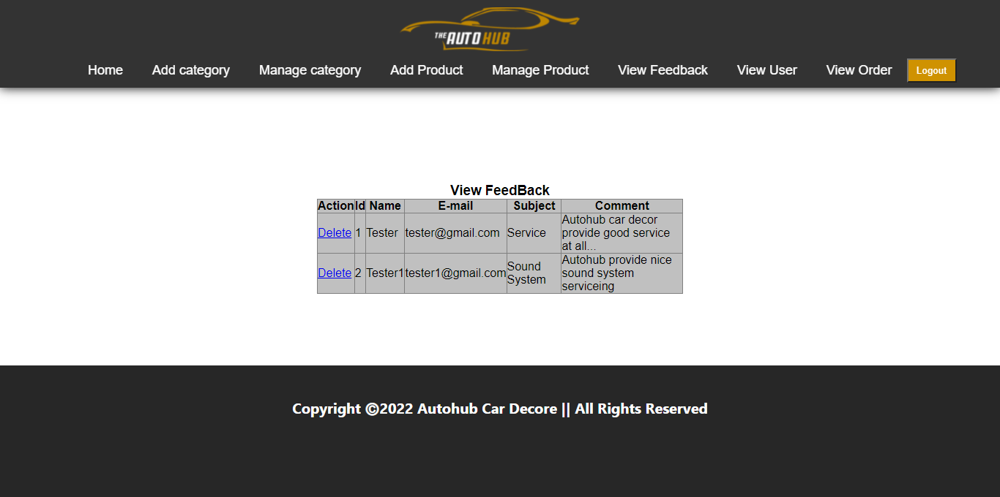 THE AUTO HUB
Home Add category Manage category Add Product Manage Product View Feedback View User View Order Logout
View FeedBack
Action Id Name E-mail Subject Comment
Delete 1 Tester tester@gmail.com Service Autohub car decor
provide good service
at all...
Delete 2 Tester1 tester1@gmail.com Sound
System Autohub provide nice
sound system
serviceing
Copyright ©2022 Autohub Car Decore || All Rights Reserved